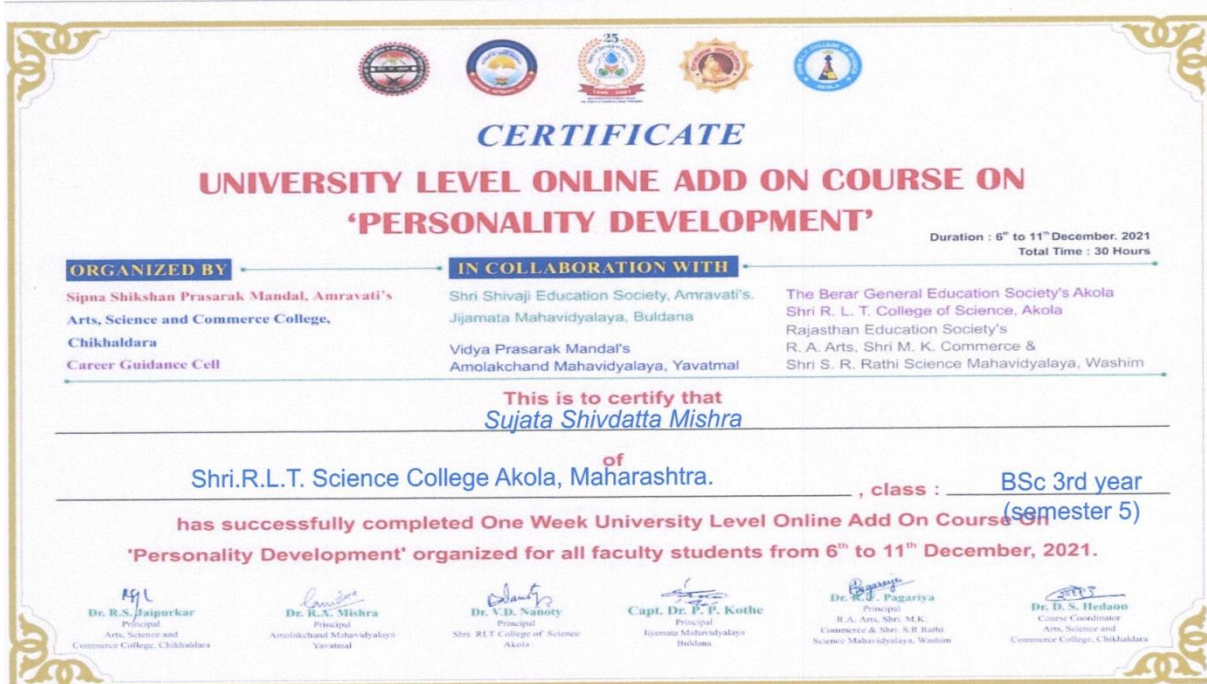 25
CERTIFICATE
UNIVERSITY LEVEL ONLINE ADD ON COURSE ON
‘PERSONALITY DEVELOPMENT’
Duration : 6th to 11th December. 2021
Total Time : 30 Hours
ORGANIZED BY
Sipna Shikshan Prasarak Mandal, Amravati's
Arts, Science and Commerce College,
Chikhaldara
Career Guidance Cell
IN COLLABORATION WITH
Shri Shivaji Education Society, Amravati's.
Jijamata Mahavidyalaya, Buldana
Vidya Prasarak Mandal's
Amolakchand Mahavidyalaya, Yavatmal
The Berar General Education Society's Akola
Shri R. L. T. College of Science, Akola
Rajasthan Education Society's
R. A. Arts, Shri M. K. Commerce &
Shri S. R. Rathi Science Mahavidyalaya, Washim
This is to certify that
Sujata Shivdatta Mishra
of
Shri.R.L.T. Science College Akola, Maharashtra.
, class : BSc 3rd year
(semester 5)
has successfully completed One Week University Level Online Add On Course On
'Personality Development' organized for all faculty students from 6th to 11th December, 2021.
Dr. R.S. Jaipurkar
Principal
Arts, Science and
Commerce College, Chikhaldara
Dr. R.A. Mishra
Principal
Amolakchand Mahavidyalaya
Yavatmal
Dr. V.D. Nanoty
Principal
Shri. RLT College of Science
Akola
Capt. Dr. P. P. Kothe
Principal
Jijamata Mahavidyalaya
Buldana
Dr. Pagariya
Principal
R.A. Arts, Shri. M.K.
Commerce & Shri. S.R Rathi
Science Mahavidyalaya, Washim
Dr. D. S. Hedaoo
Course Coordinator
Arts, Science and
Commerce College, Chikhaldara